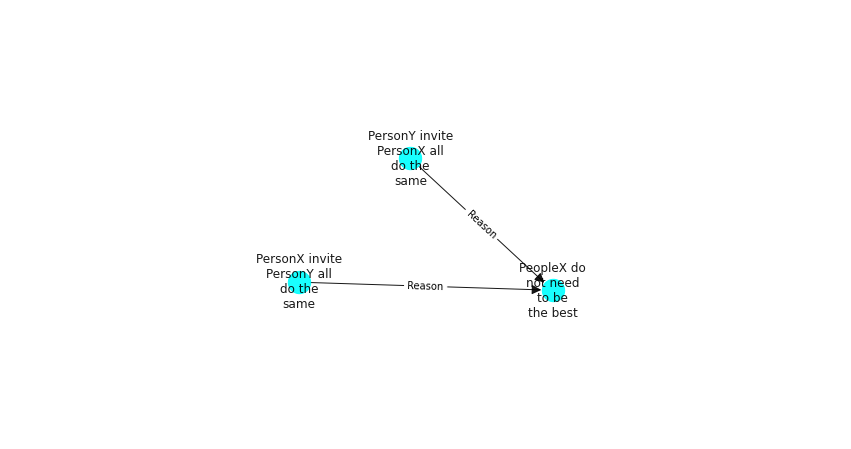 PersonY invite
PersonX all
do the
same
Reason
PersonX invite
PersonY all
do the
same
Reason
PeopleX do
not need
to be
the best